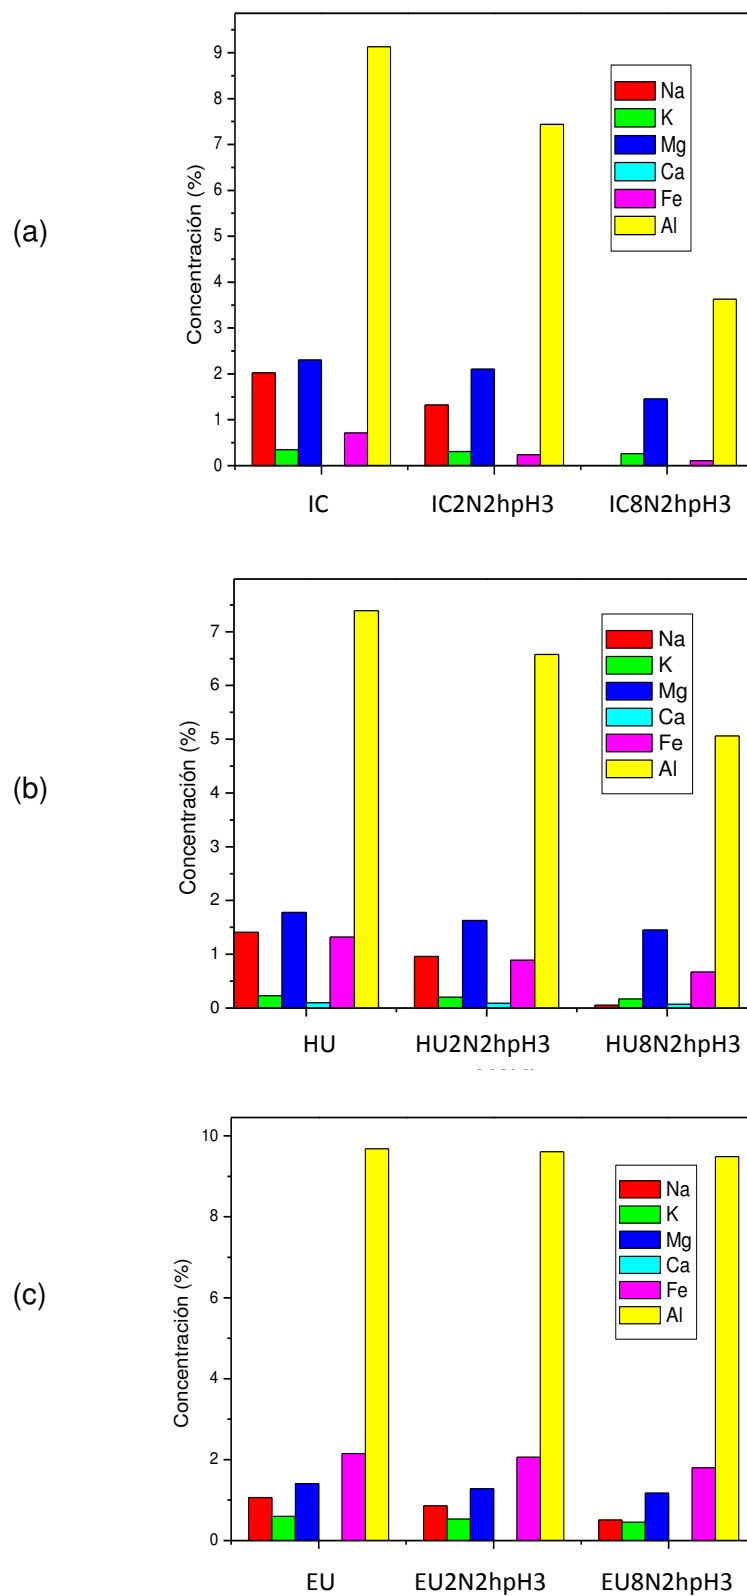 (a)
Concentración (%)
9
8
7
6
5
4
3
2
1
0
Na
K
Mg
Ca
Fe
Al
IC IC2N2hpH3 IC8N2hpH3
(b)
Concentración (%)
7
6
5
4
3
2
1
0
Na
K
Mg
Ca
Fe
Al
HU HU2N2hpH3 HU8N2hpH3
(c)
Concentración (%)
10
8
6
4
2
0
Na
K
Mg
Ca
Fe
Al
EU EU2N2hpH3 EU8N2hpH3